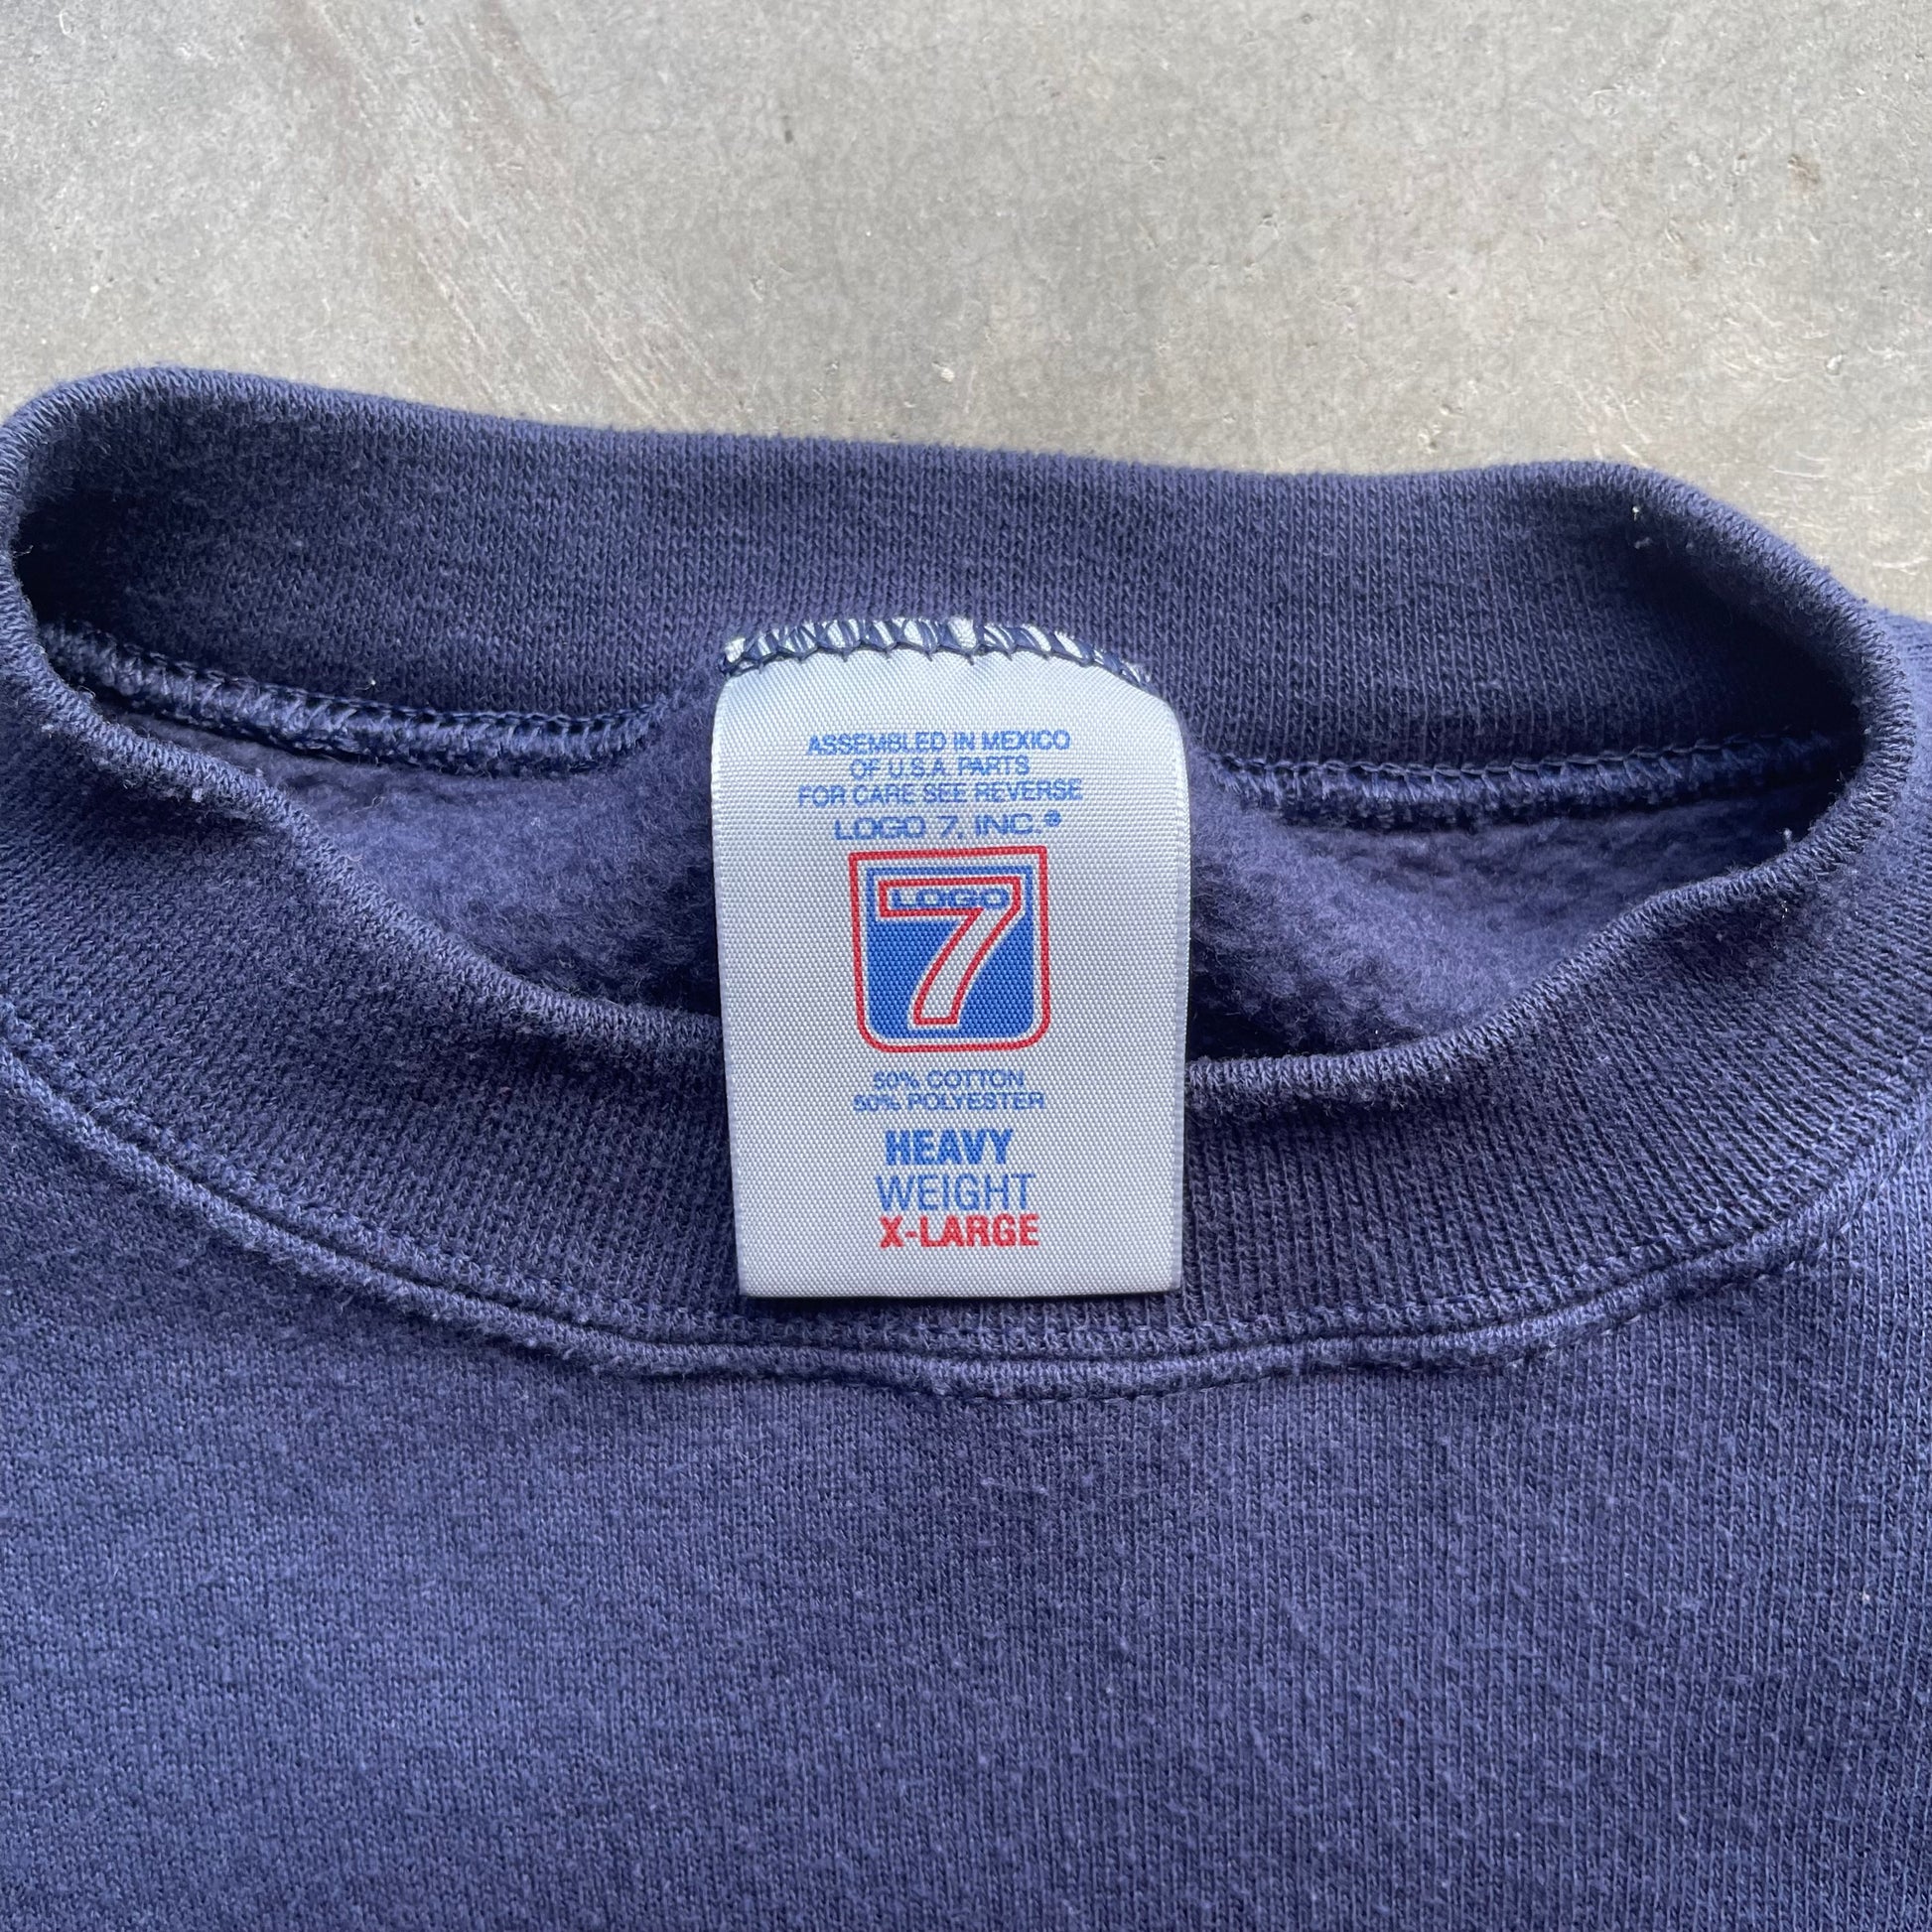 ASSEMBLED IN MEXICO
OF U.S.A. PARTS
FOR CARE SEE REVERSE
LOGO 7, INC.®
LOGO
7
50% COTTON
50% POLYESTER
HEAVY
WEIGHT
X-LARGE